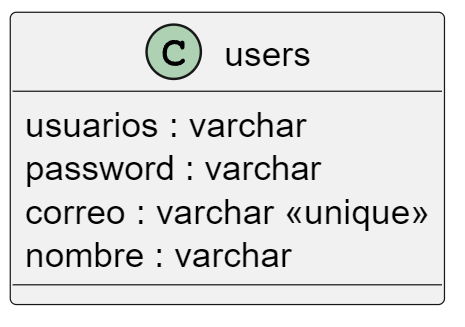 C users
usuarios : varchar
password : varchar
correo : varchar «unique»
nombre : varchar